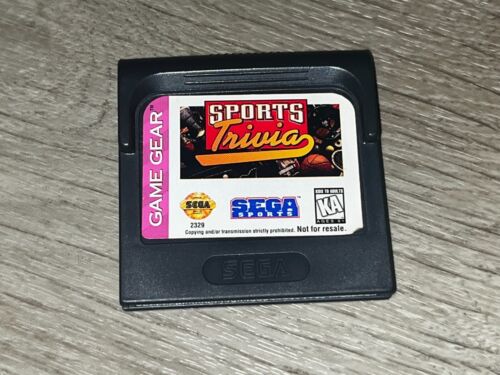 GAME GEAR™
SPORTS
Trivia
SEGA
SEGA
SPORTS
KIDS TO ADULTS
KA
AGES 6+
2329
Copying and/or transmission strictly prohibited. Not for resale.
SEGA